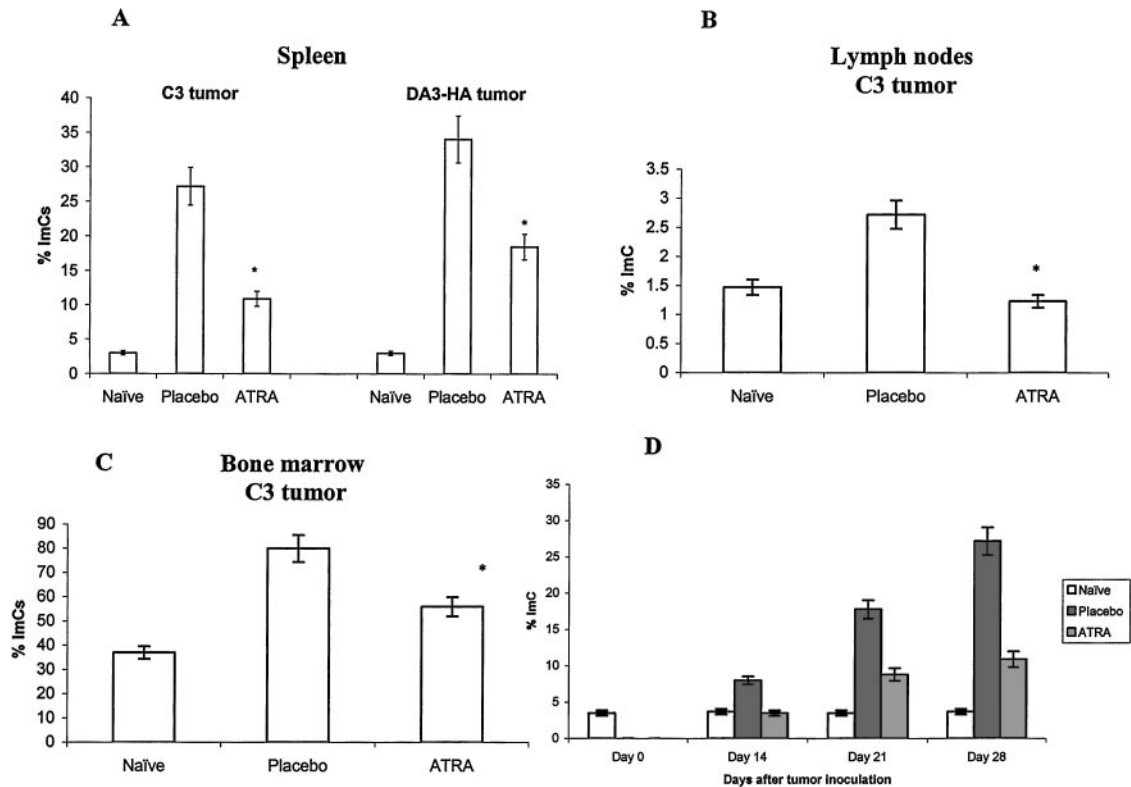 A
Spleen
C3 tumor
DA3-HA tumor
% ImCs
40
35
30
25
20
15
10
5
0
*
*
Naïve Placebo ATRA Naïve Placebo ATRA
B
Lymph nodes
C3 tumor
% ImC
3.5
3
2.5
2
1.5
1
0.5
0
*
Naïve Placebo ATRA
C
Bone marrow
C3 tumor
% ImCs
90
80
70
60
50
40
30
20
10
0
*
Naïve Placebo ATRA
D
% ImC
35
30
25
20
15
10
5
0
Day 0 Day 14 Day 21 Day 28
Days after tumor inoculation
Naïve
Placebo
ATRA